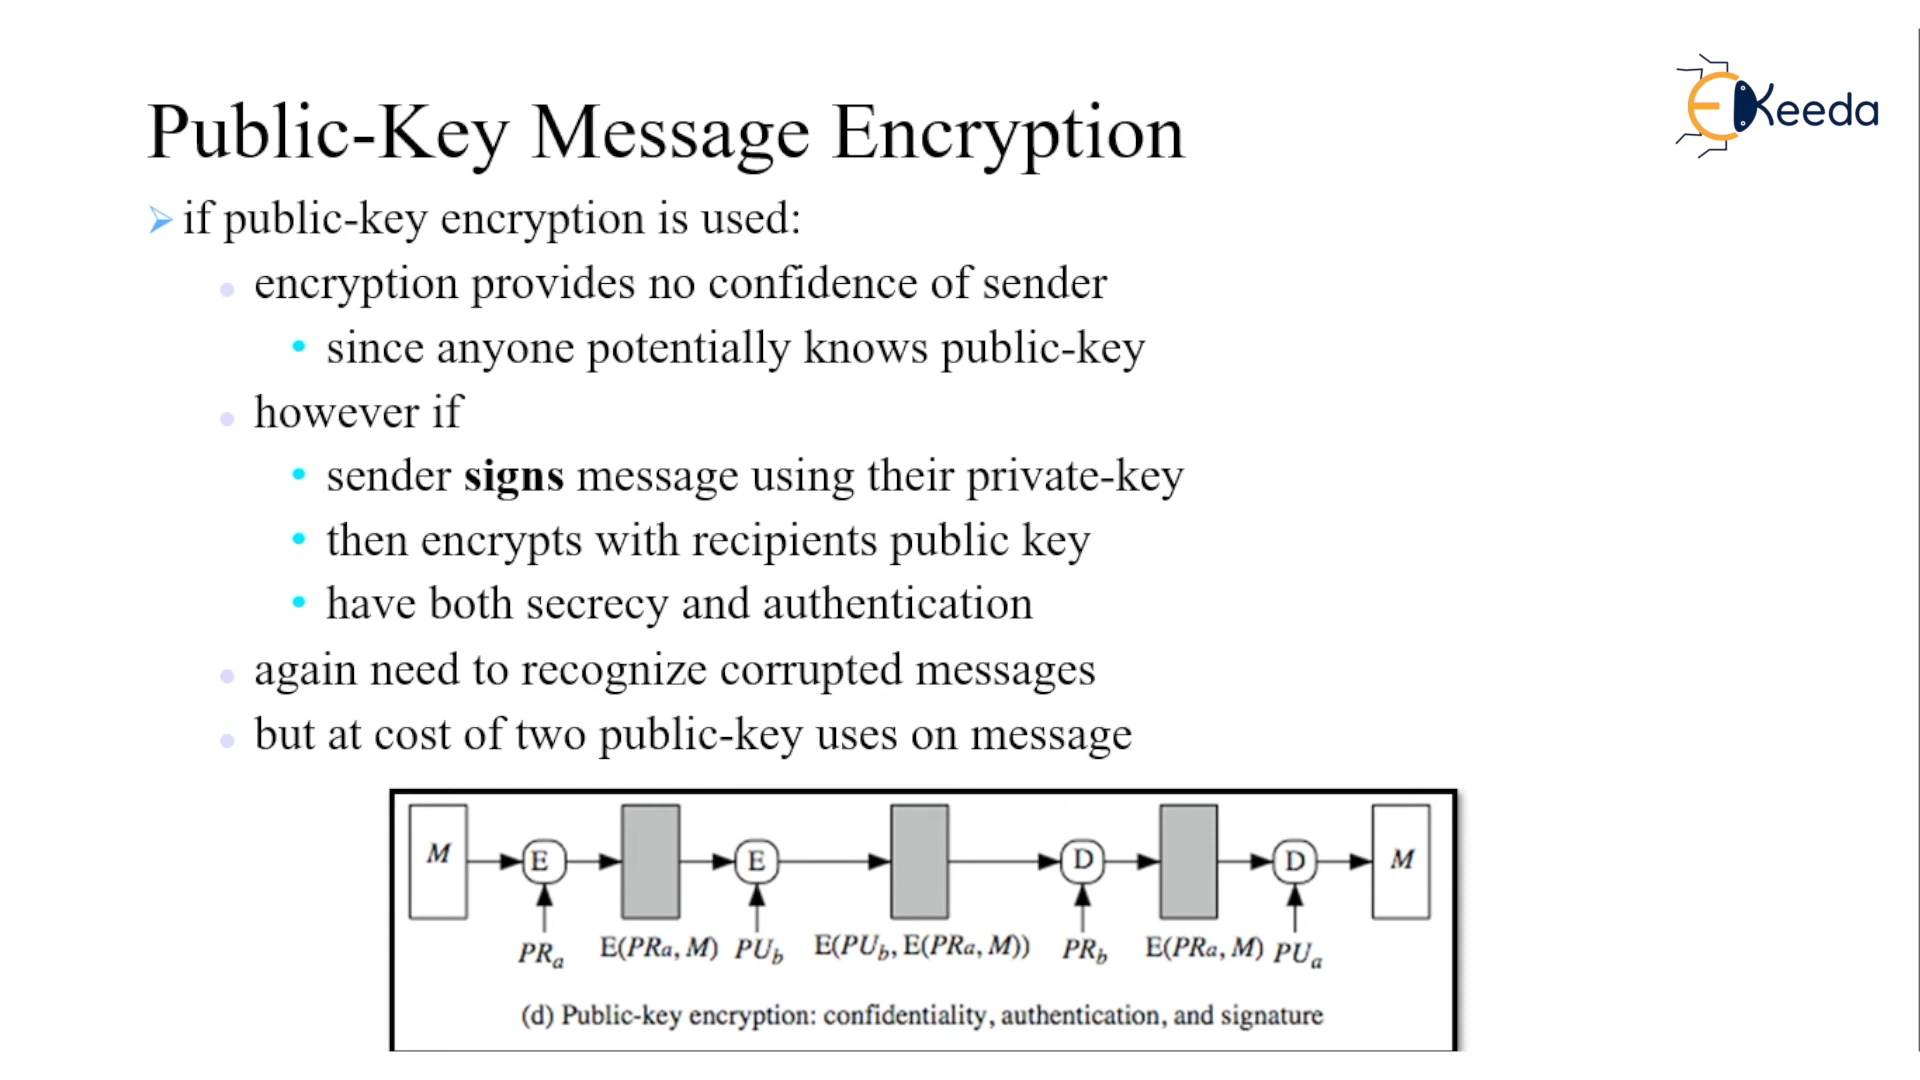 EKeeda
Public-Key Message Encryption
if public-key encryption is used:
encryption provides no confidence of sender
since anyone potentially knows public-key
however if
sender signs message using their private-key
then encrypts with recipients public key
have both secrecy and authentication
again need to recognize corrupted messages
but at cost of two public-key uses on message
M E E D D M
PRa E(PRa, M) PUb E(PUb, E(PRa, M)) PRb E(PRa, M) PUa
(d) Public-key encryption: confidentiality, authentication, and signature